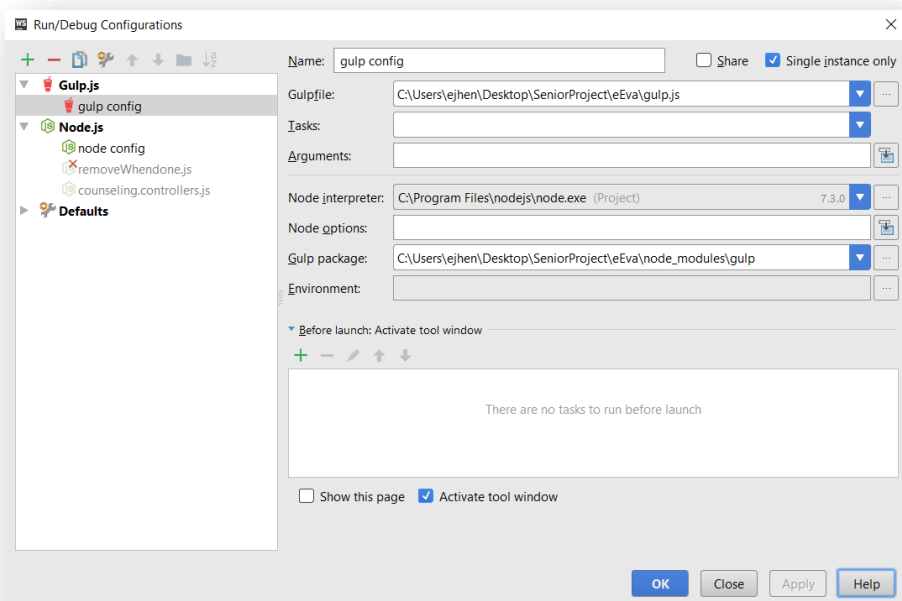 WS Run/Debug Configurations
Name: gulp config Share Single instance only
Gulp.js
gulp config
Node.js
node config
removeWhendone.js
counseling.controllers.js
Defaults
Gulpfile: C:\Users\ejhen\Desktop\SeniorProject\eEva\gulp.js ...
Tasks:
Arguments:
Node interpreter: C:\Program Files\nodejs\node.exe (Project) 7.3.0 ...
Node options:
Gulp package: C:\Users\ejhen\Desktop\SeniorProject\eEva\node_modules\gulp ...
Environment: ...
Before launch: Activate tool window
There are no tasks to run before launch
Show this page Activate tool window
OK Close Apply Help